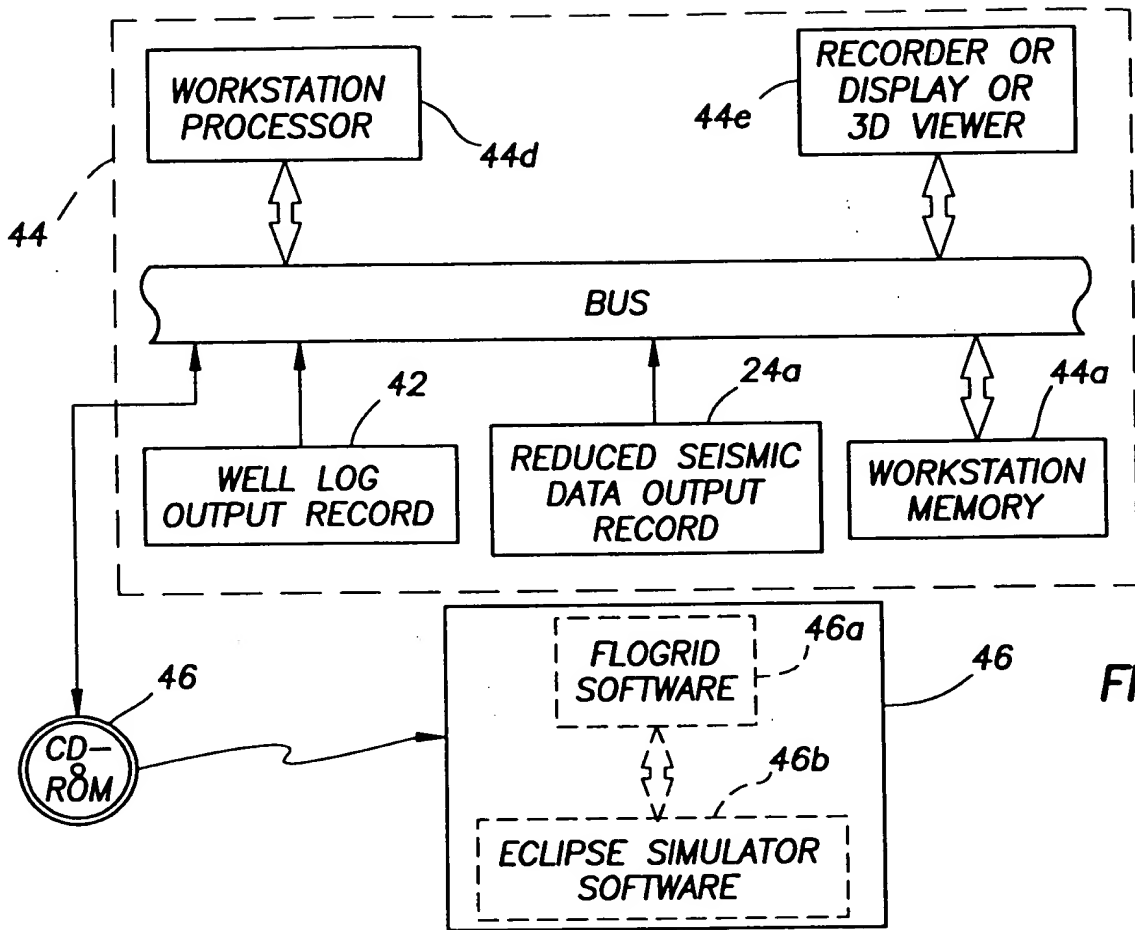 WORKSTATION
PROCESSOR
44d
RECORDER OR
DISPLAY OR
3D VIEWER
44e
44
BUS
42
24a
44a
WELL LOG
OUTPUT RECORD
REDUCED SEISMIC
DATA OUTPUT
RECORD
WORKSTATION
MEMORY
46
CD-
ROM
FLOGRID
SOFTWARE
46a
46
46b
ECLIPSE SIMULATOR
SOFTWARE